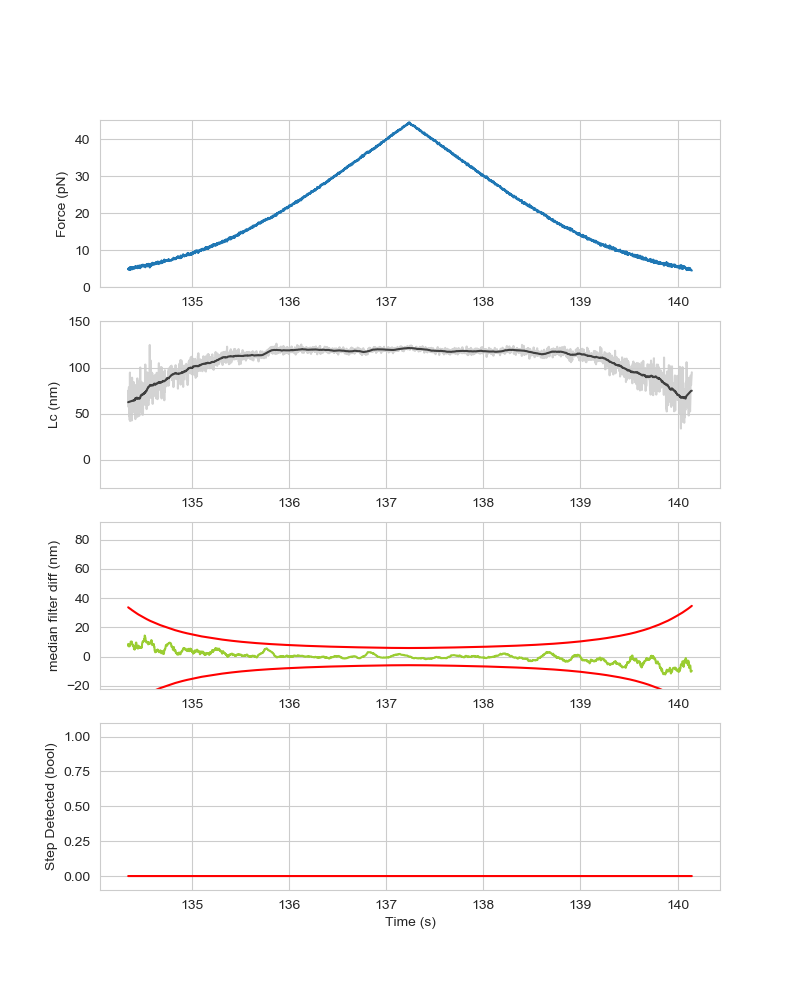 Force (pN)
40
30
20
10
0
135 136 137 138 139 140
Lc (nm)
150
100
50
0
135 136 137 138 139 140
median filter diff (nm)
80
60
40
20
0
−20
135 136 137 138 139 140
Step Detected (bool)
1.00
0.75
0.50
0.25
0.00
135 136 137 138 139 140
Time (s)